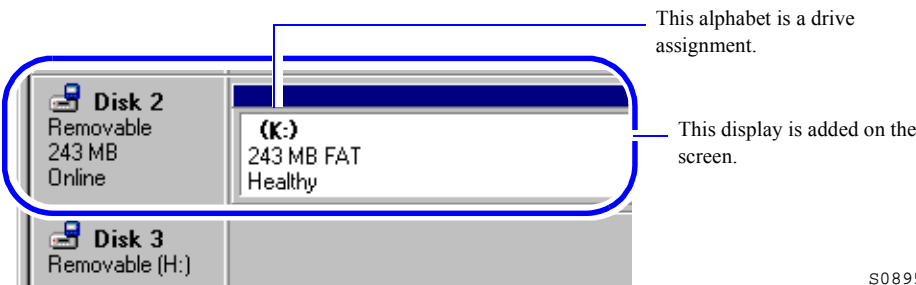 This alphabet is a drive
assignment.
Disk 2
Removable
243 MB
Online
(K:)
243 MB FAT
Healthy
This display is added on the
screen.
Disk 3
Removable (H:)